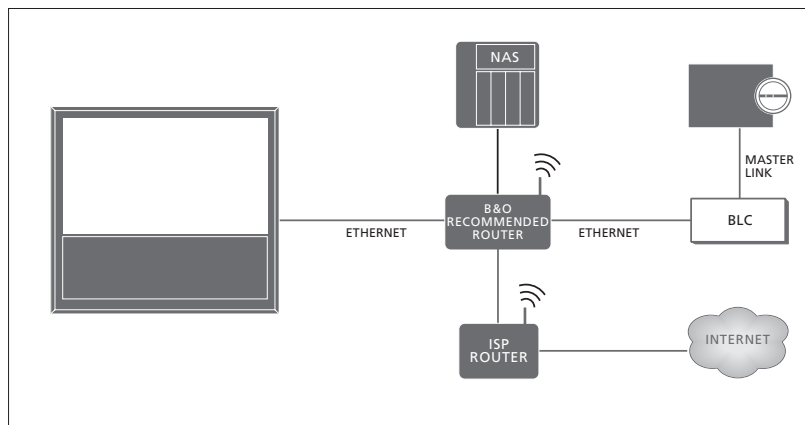 NAS
MASTER
LINK
B&O
RECOMMENDED
ROUTER
ETHERNET
ETHERNET
BLC
ISP
ROUTER
INTERNET